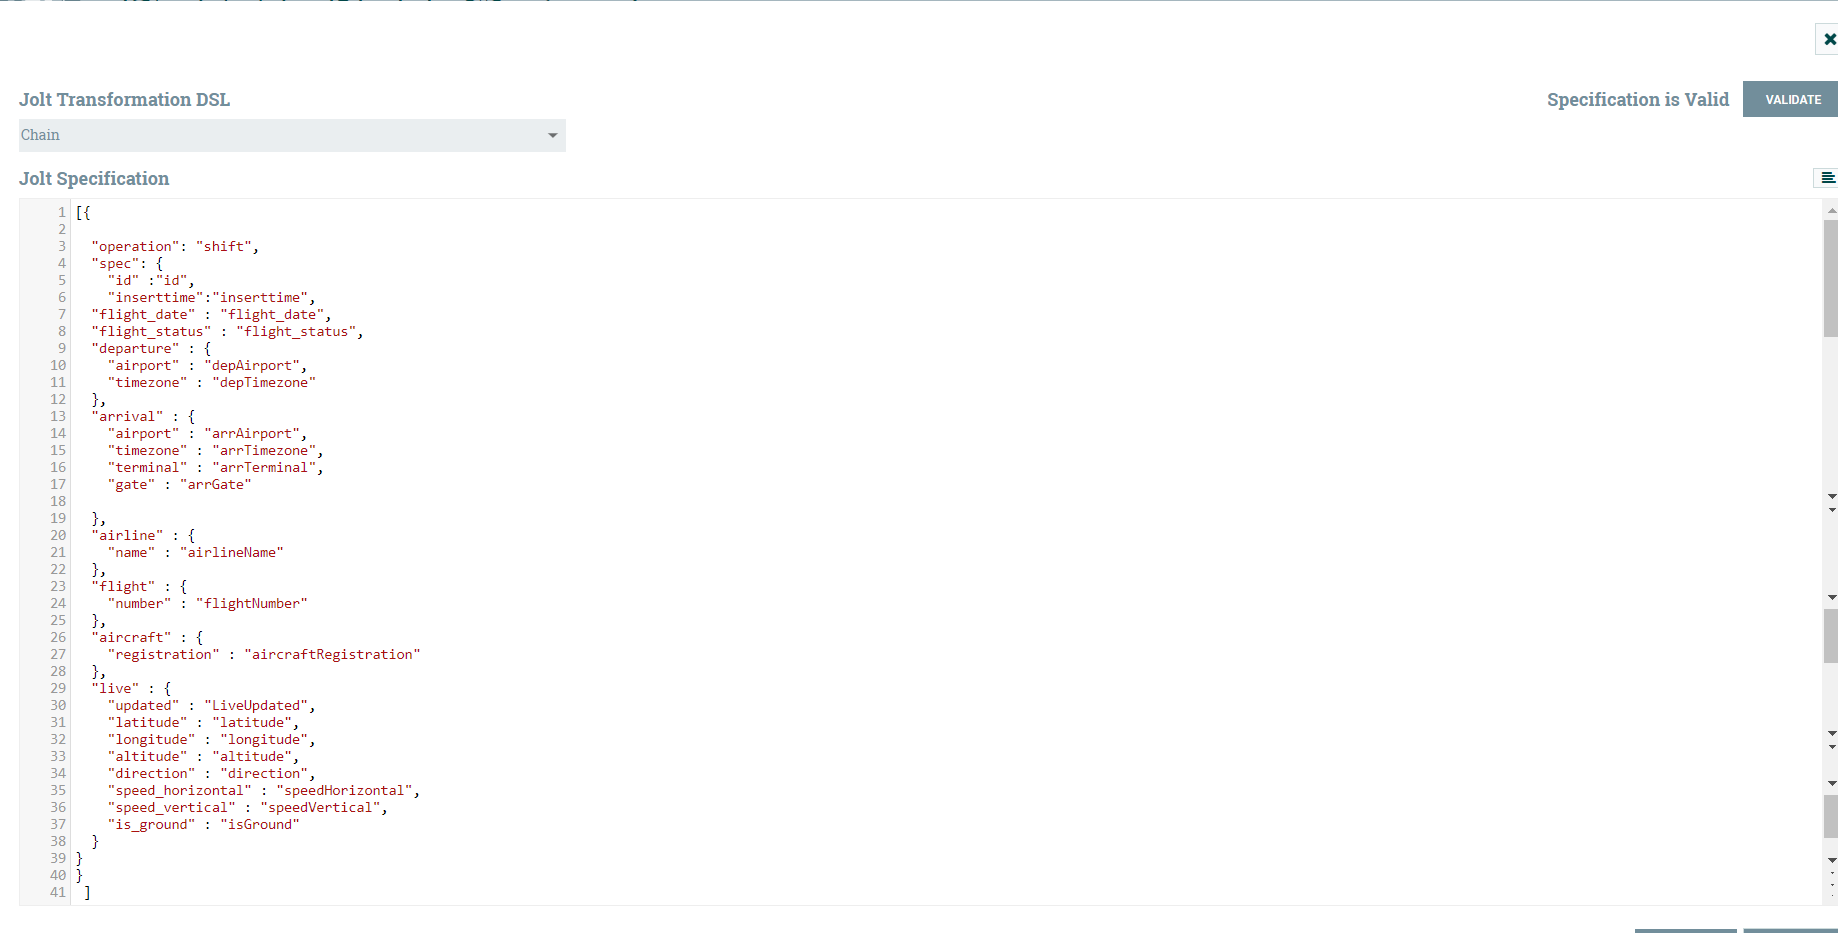 Jolt Transformation DSL
Specification is Valid
VALIDATE
Chain
Jolt Specification
1 [{
2
3   "operation": "shift",
4   "spec": {
5     "id" :"id",
6     "inserttime":"inserttime",
7   "flight_date" : "flight_date",
8   "flight_status" : "flight_status",
9   "departure" : {
10     "airport" : "depAirport",
11     "timezone" : "depTimezone"
12   },
13   "arrival" : {
14     "airport" : "arrAirport",
15     "timezone" : "arrTimezone",
16     "terminal" : "arrTerminal",
17     "gate" : "arrGate"
18
19   },
20   "airline" : {
21     "name" : "airlineName"
22   },
23   "flight" : {
24     "number" : "flightNumber"
25   },
26   "aircraft" : {
27     "registration" : "aircraftRegistration"
28   },
29   "live" : {
30     "updated" : "LiveUpdated",
31     "latitude" : "latitude",
32     "longitude" : "longitude",
33     "altitude" : "altitude",
34     "direction" : "direction",
35     "speed_horizontal" : "speedHorizontal",
36     "speed_vertical" : "speedVertical",
37     "is_ground" : "isGround"
38   }
39 }
40 }
41  ]